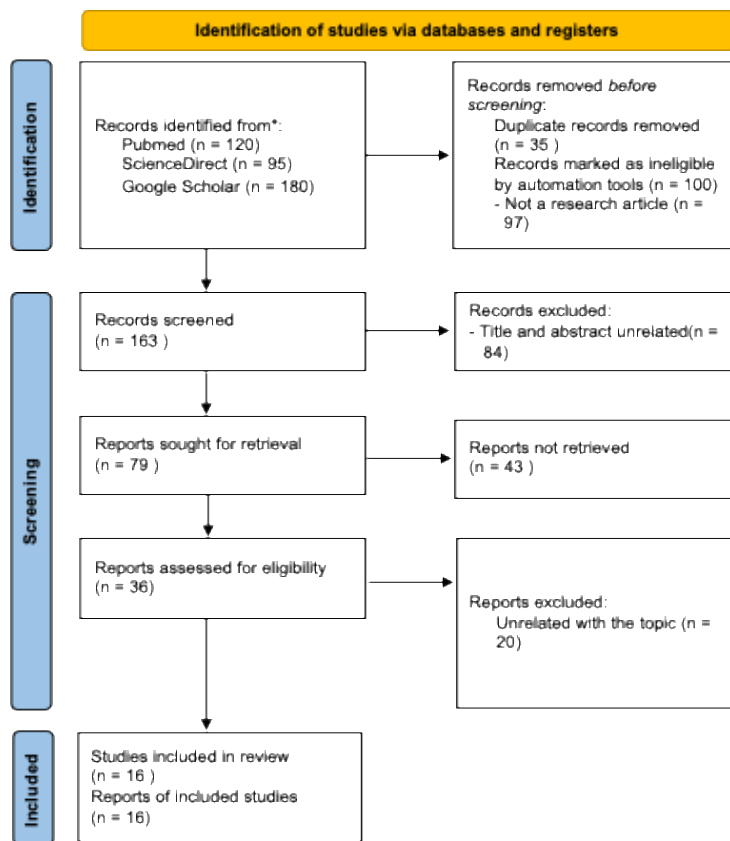 Identification of studies via databases and registers
Identification
Records identified from*:
Pubmed (n = 120)
ScienceDirect (n = 95)
Google Scholar (n = 180)
Records removed before
screening:
Duplicate records removed
(n = 35)
Records marked as ineligible
by automation tools (n = 100)
- Not a research article (n =
97)
Screening
Records screened
(n = 163 )
Records excluded:
- Title and abstract unrelated(n =
84)
Reports sought for retrieval
(n = 79 )
Reports not retrieved
(n = 43 )
Reports assessed for eligibility
(n = 36)
Reports excluded:
Unrelated with the topic (n =
20)
Included
Studies included in review
(n = 16 )
Reports of included studies
(n = 16)